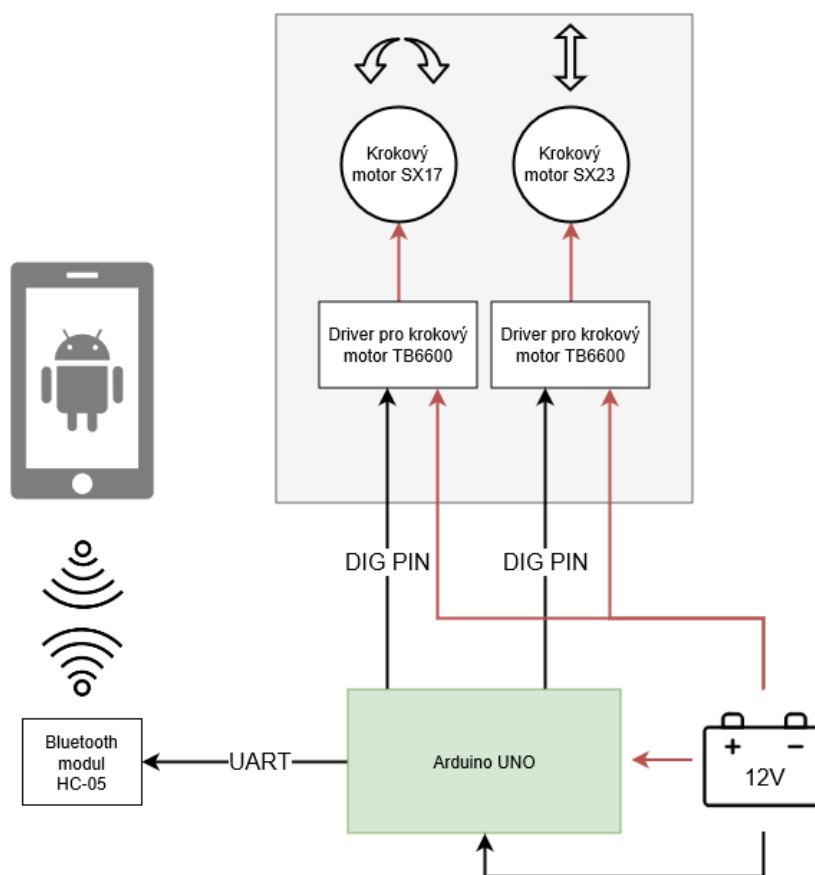 Krokový
motor SX17
Krokový
motor SX23
Driver pro krokový
motor TB6600
Driver pro krokový
motor TB6600
DIG PIN
DIG PIN
Bluetooth
modul
HC-05
UART
Arduino UNO
+ −
12V